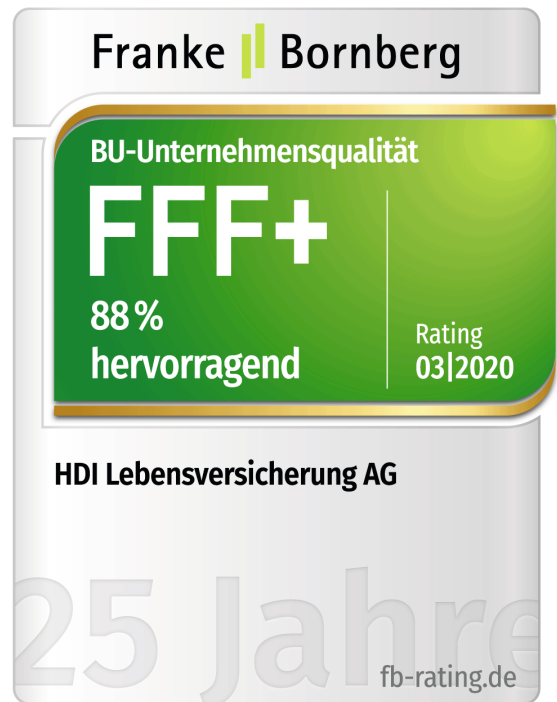 Franke Bornberg
BU-Unternehmensqualität
FFF+
88 %
hervorragend
Rating
03|2020
HDI Lebensversicherung AG
25 Jahre
fb-rating.de